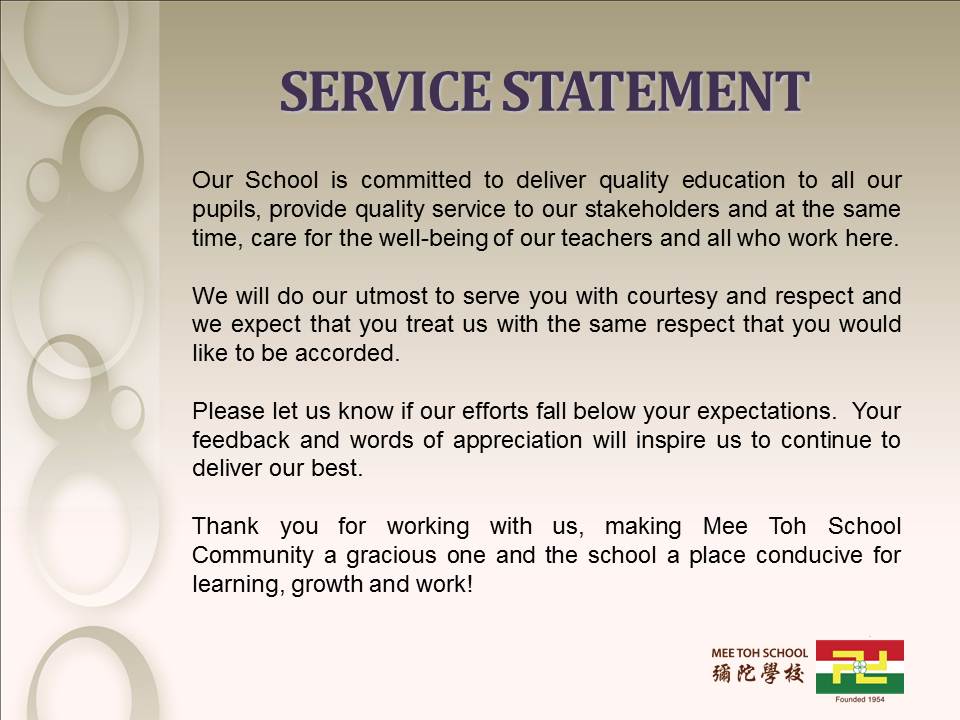 SERVICE STATEMENT
Our School is committed to deliver quality education to all our
pupils, provide quality service to our stakeholders and at the same
time, care for the well-being of our teachers and all who work here.
We will do our utmost to serve you with courtesy and respect and
we expect that you treat us with the same respect that you would
like to be accorded.
Please let us know if our efforts fall below your expectations.  Your
feedback and words of appreciation will inspire us to continue to
deliver our best.
Thank you for working with us, making Mee Toh School
Community a gracious one and the school a place conducive for
learning, growth and work!
MEE TOH SCHOOL
彌陀學校
Founded 1954